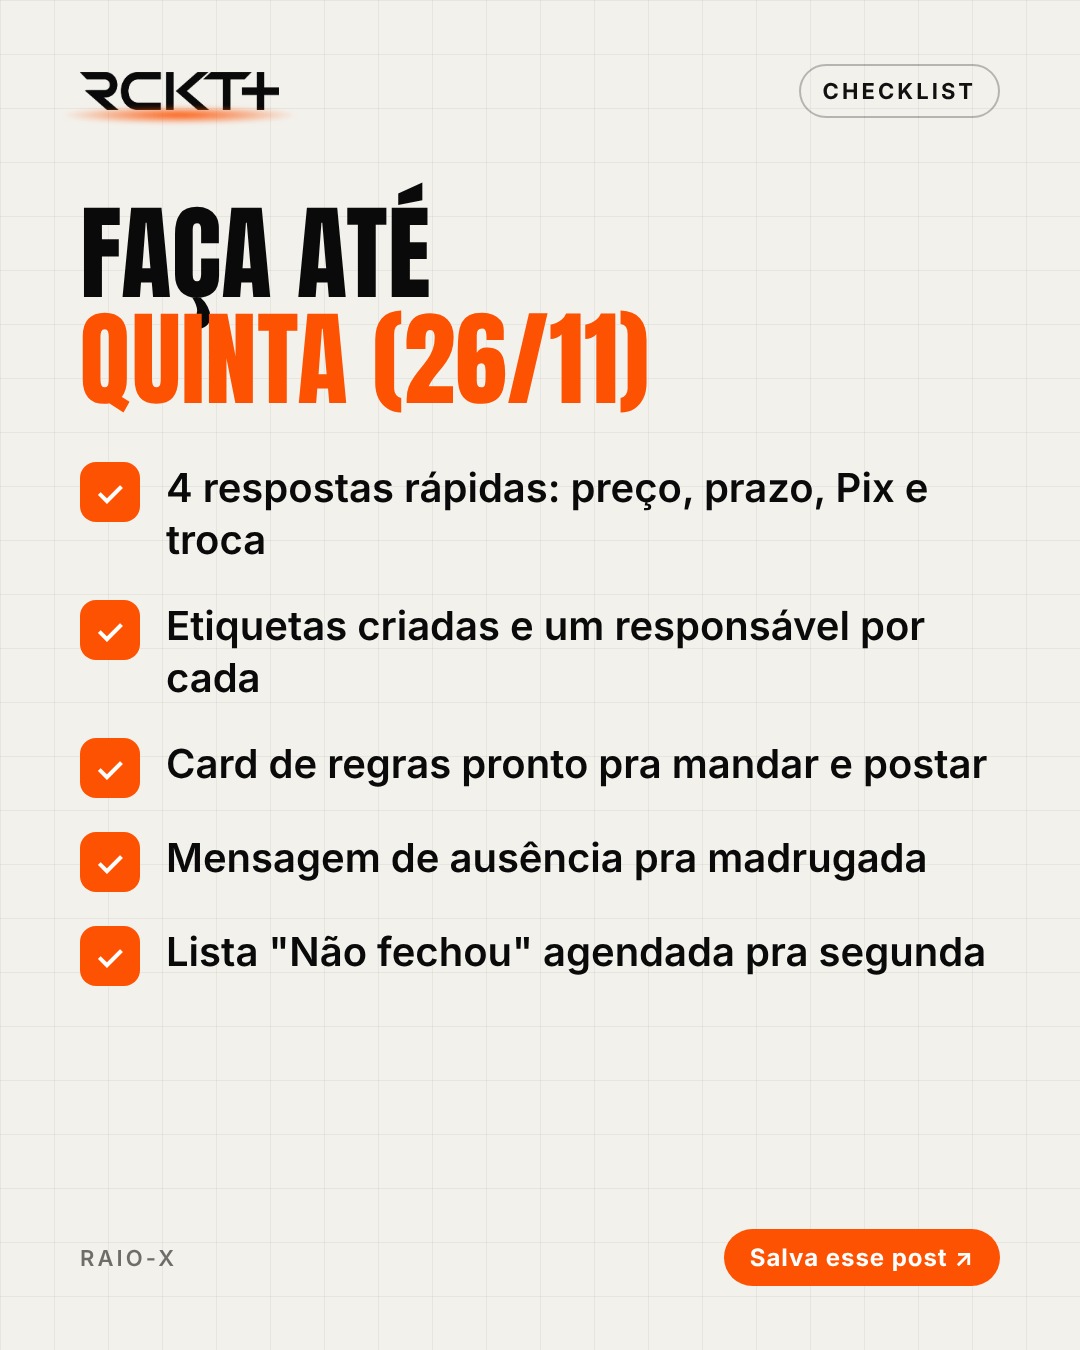 RCKT+
CHECKLIST
FAÇA ATÉ
QUINTA (26/11)
4 respostas rápidas: preço, prazo, Pix e
troca
Etiquetas criadas e um responsável por
cada
Card de regras pronto pra mandar e postar
Mensagem de ausência pra madrugada
Lista "Não fechou" agendada pra segunda
RAIO-X
Salva esse post ↗